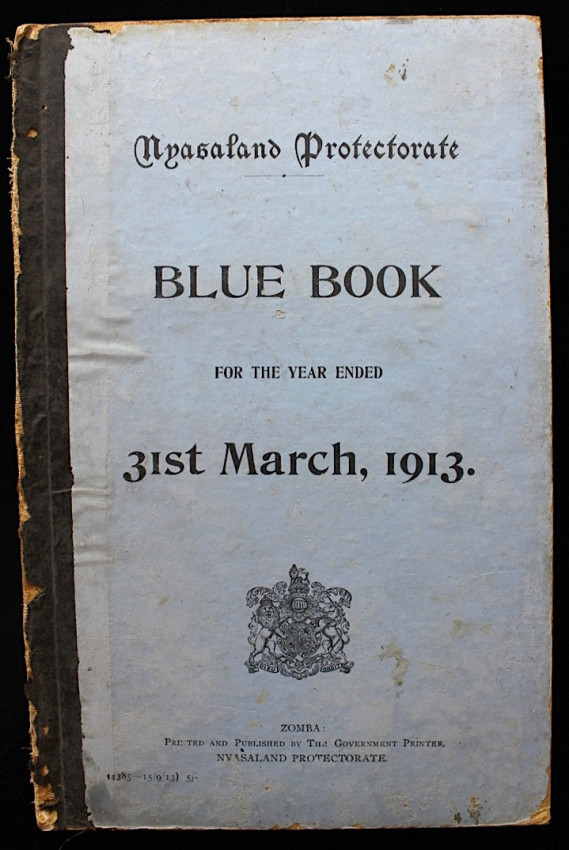 Nyasaland Protectorate
BLUE BOOK
FOR THE YEAR ENDED
31st March, 1913.
ZOMBA:
PRINTED AND PUBLISHED BY THE GOVERNMENT PRINTER,
NYASALAND PROTECTORATE.
14385—15/9/13) 5/-